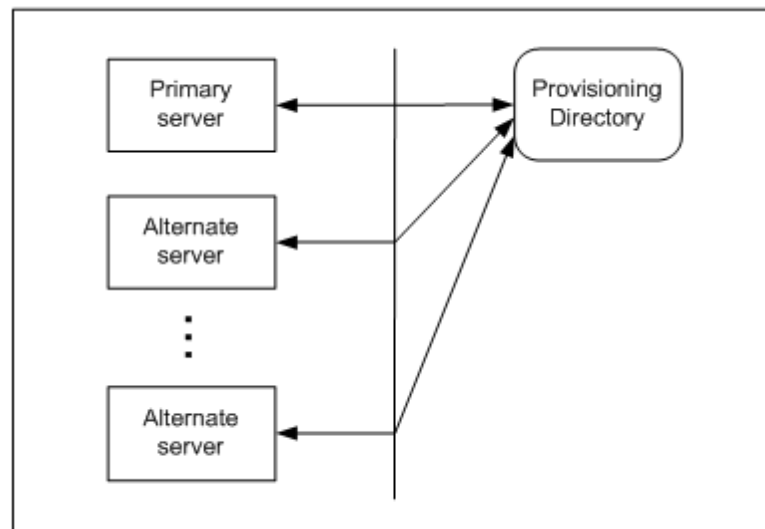 Primary
server
Provisioning
Directory
Alternate
server
Alternate
server